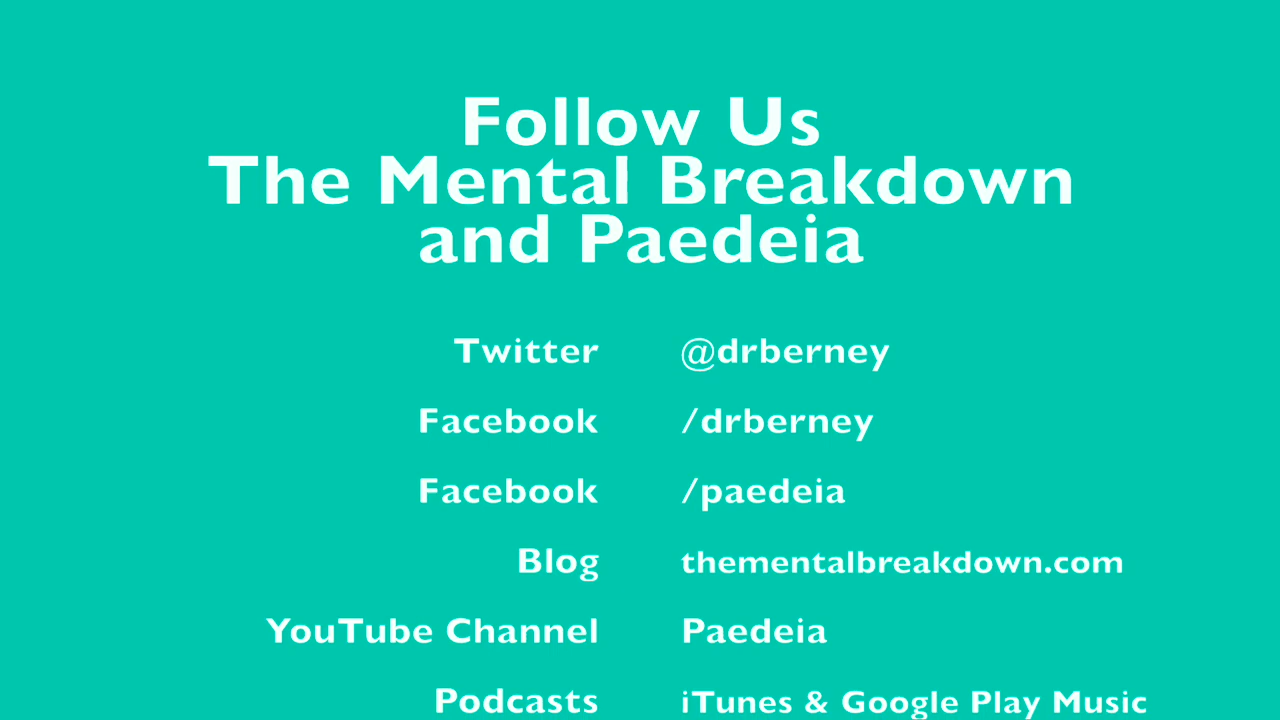 Follow Us
The Mental Breakdown
and Paedeia
Twitter @drberney
Facebook /drberney
Facebook /paedeia
Blog thementalbreakdown.com
YouTube Channel Paedeia
Podcasts iTunes & Google Play Music